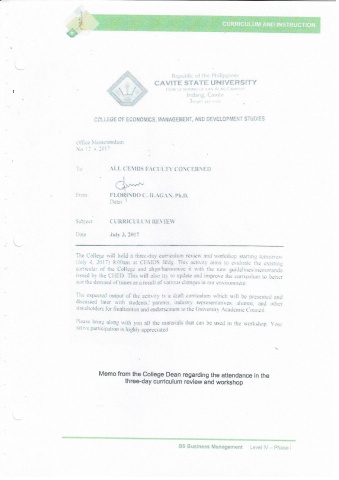 CURRICULUM AND INSTRUCTION
Republic of the Philippines
CAVITE STATE UNIVERSITY
Indang, Cavite
COLLEGE OF ECONOMICS, MANAGEMENT, AND DEVELOPMENT STUDIES
Office Memorandum
No. 17 s. 2017
To: ALL CEMDS FACULTY CONCERNED
From: FLORINDO C. ILAGAN, Ph.D.
Dean
Subject: CURRICULUM REVIEW
Date July 3, 2017
The College will hold a three-day curriculum review and workshop starting tomorrow
(July 4, 2017) 8:00am at CEMDS Bldg. This activity aims to evaluate the existing
curricula of the College and align/harmonize it with the new guidelines/memoranda
issued by the CHED. This will also try to update and improve the curriculum to better
suit the demand of times as a result of various changes in our environment.
The expected output of the activity is a draft curriculum which will be presented and
discussed later with students, parents, industry representatives, alumni, and other
stakeholders for finalization and endorsement to the University Academic Council.
Please bring along with you all the materials that can be used in the workshop. Your
active participation is highly appreciated
Memo from the College Dean regarding the attendance in the
three-day curriculum review and workshop
BS Business Management Level IV - Phase I